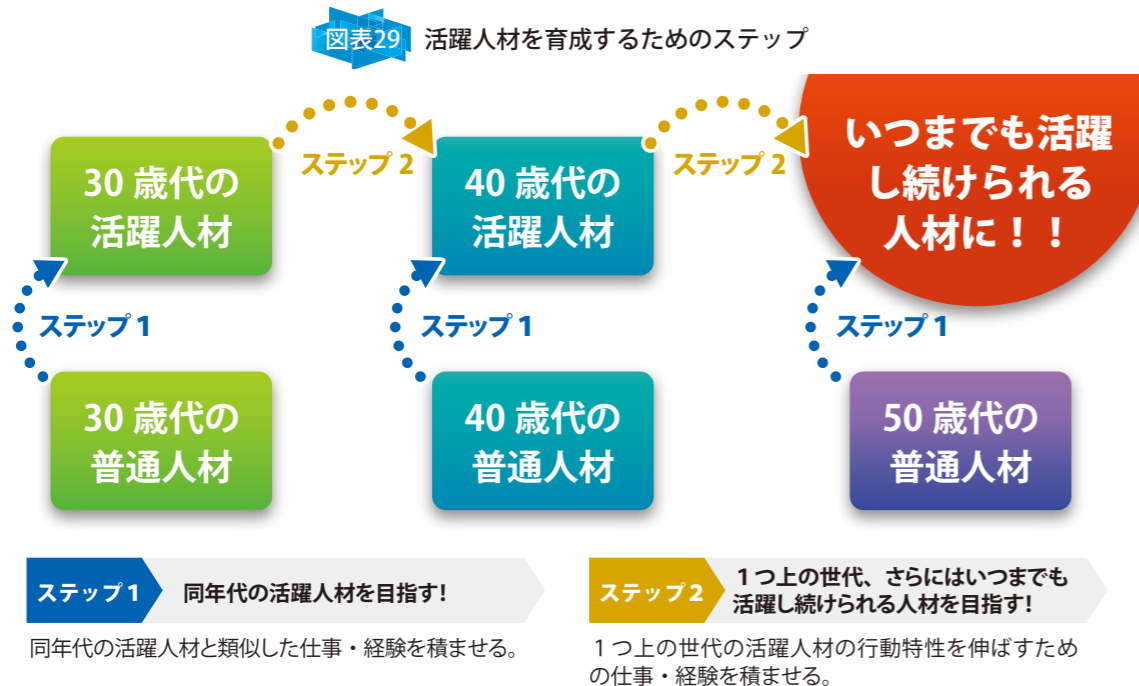 図表29 活躍人材を育成するためのステップ
30 歳代の
活躍人材
ステップ 2
40 歳代の
活躍人材
ステップ 2
いつまでも活躍
し続けられる
人材に！！
ステップ 1
ステップ 1
ステップ 1
30 歳代の
普通人材
40 歳代の
普通人材
50 歳代の
普通人材
ステップ 1
同年代の活躍人材を目指す!
同年代の活躍人材と類似した仕事・経験を積ませる。
ステップ 2
１つ上の世代、さらにはいつまでも
活躍し続けられる人材を目指す!
１つ上の世代の活躍人材の行動特性を伸ばすため
の仕事・経験を積ませる。